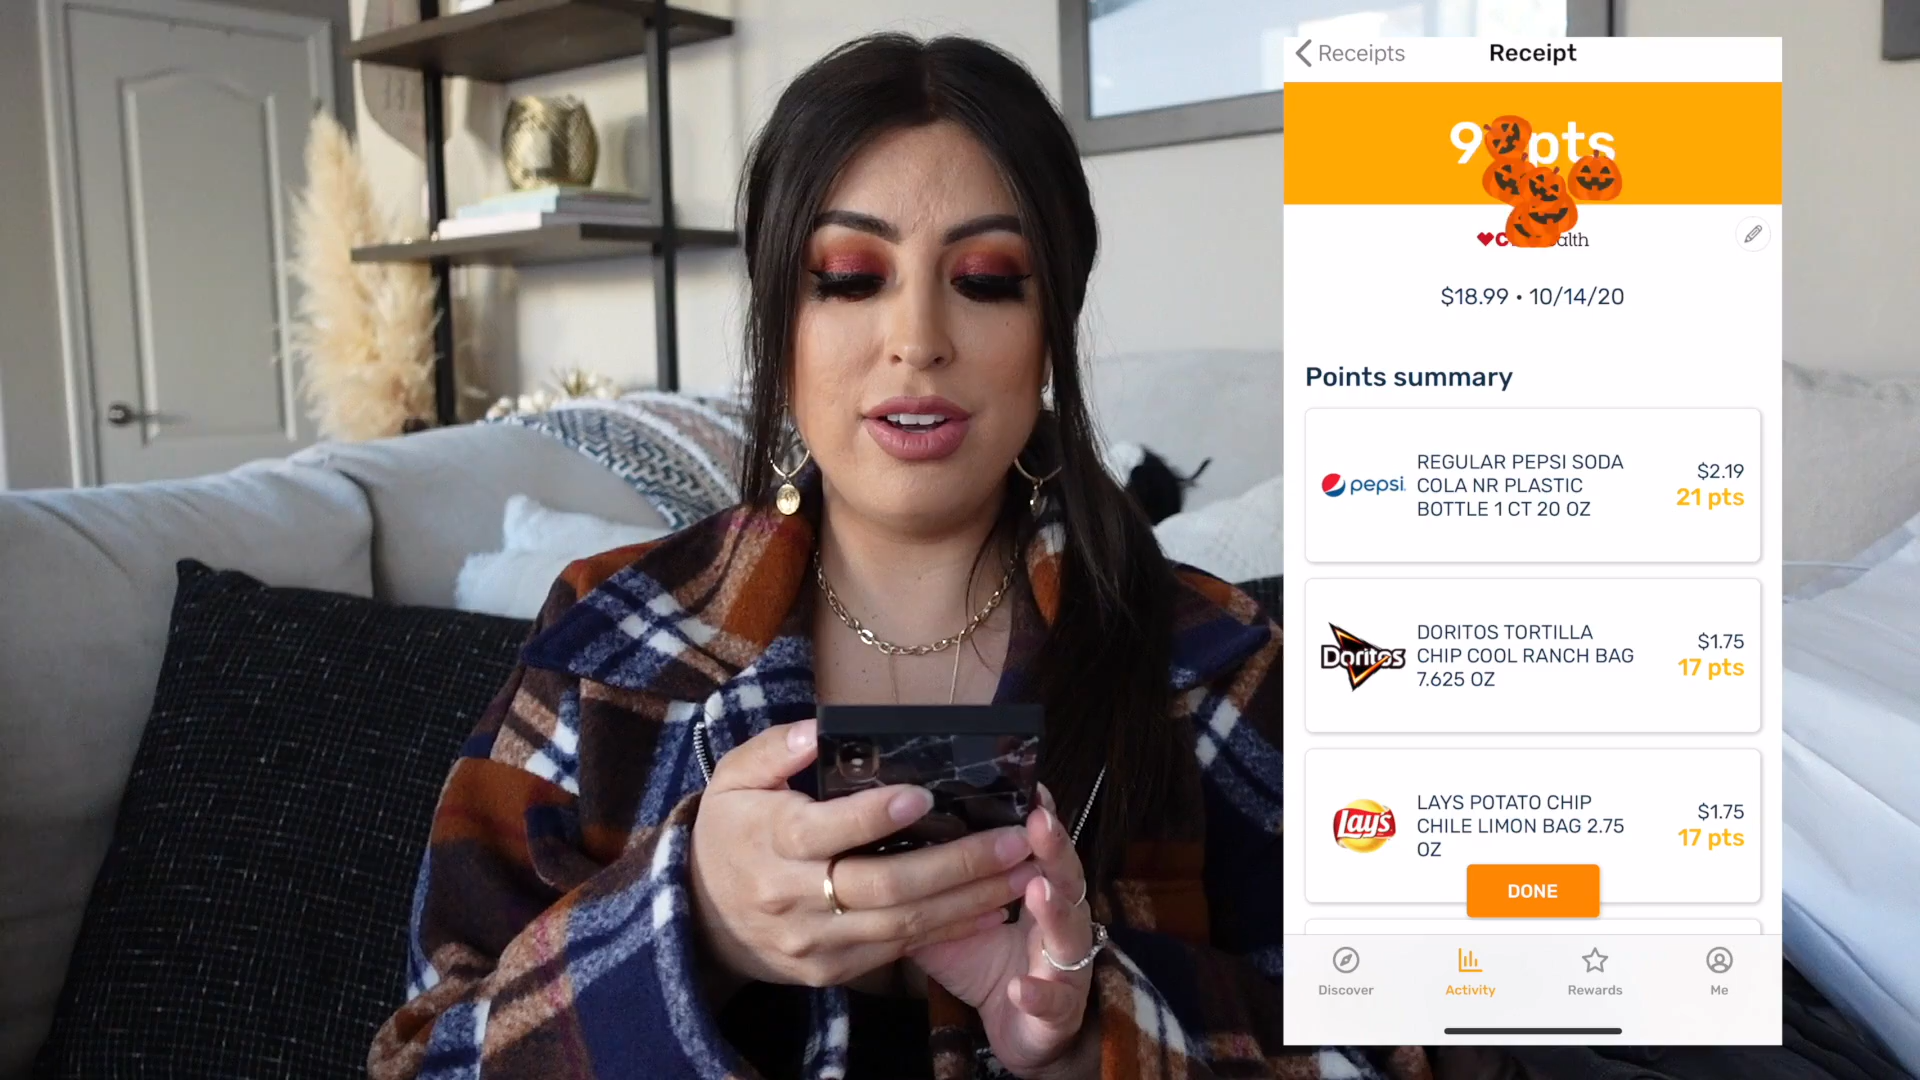 Receipts
Receipt
pts
$18.99 • 10/14/20
Points summary
pepsi
REGULAR PEPSI SODA
COLA NR PLASTIC
BOTTLE 1 CT 20 OZ
$2.19
21 pts
Doritos
DORITOS TORTILLA
CHIP COOL RANCH BAG
7.625 OZ
$1.75
17 pts
Lay's
LAYS POTATO CHIP
CHILE LIMON BAG 2.75
OZ
$1.75
17 pts
DONE
Discover
Activity
Rewards
Me